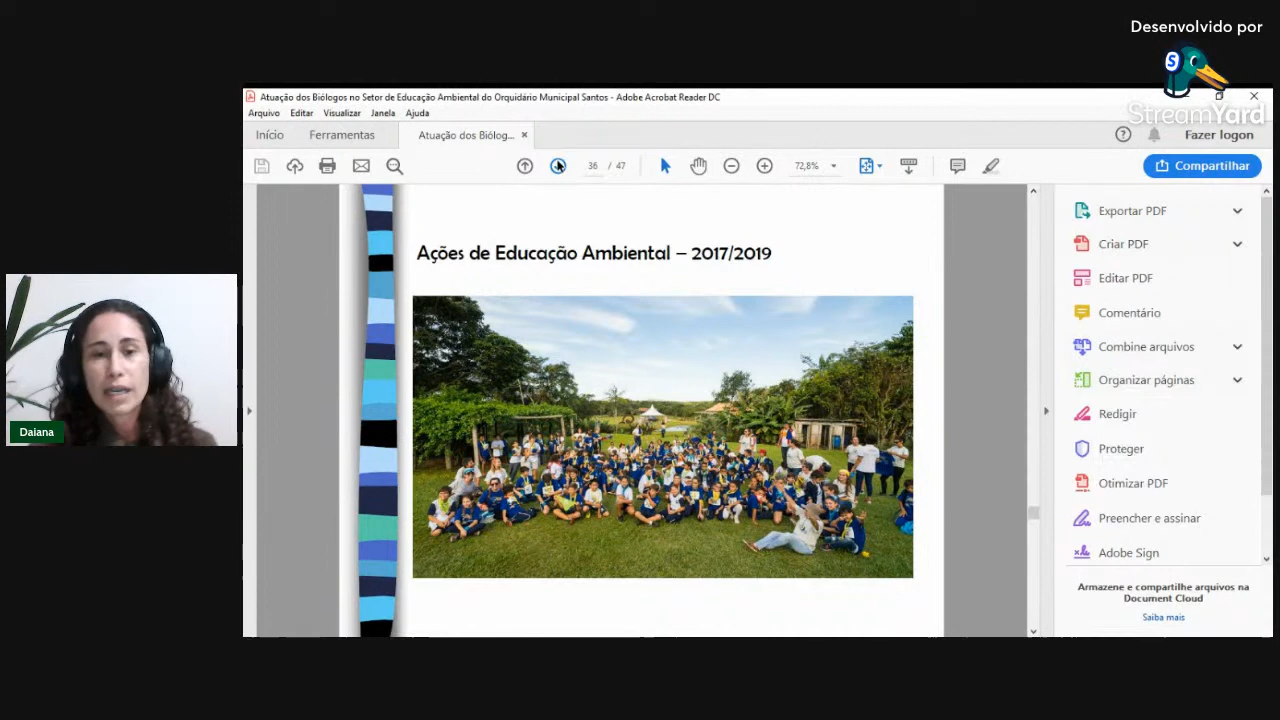 Desenvolvido por
S
StreamYard
Atuação dos Biólogos no Setor de Educação Ambiental do Orquidário Municipal Santos - Adobe Acrobat Reader DC
Arquivo Editar Visualizar Janela Ajuda
Início Ferramentas Atuação dos Biólog... Fazer logon
36 / 47 72,8% Compartilhar
Exportar PDF
Ações de Educação Ambiental – 2017/2019
Criar PDF
Editar PDF
Comentário
Combine arquivos
Organizar páginas
Redigir
Daiana
Proteger
Otimizar PDF
Preencher e assinar
Adobe Sign
Armazene e compartilhe arquivos na
Document Cloud
Saiba mais